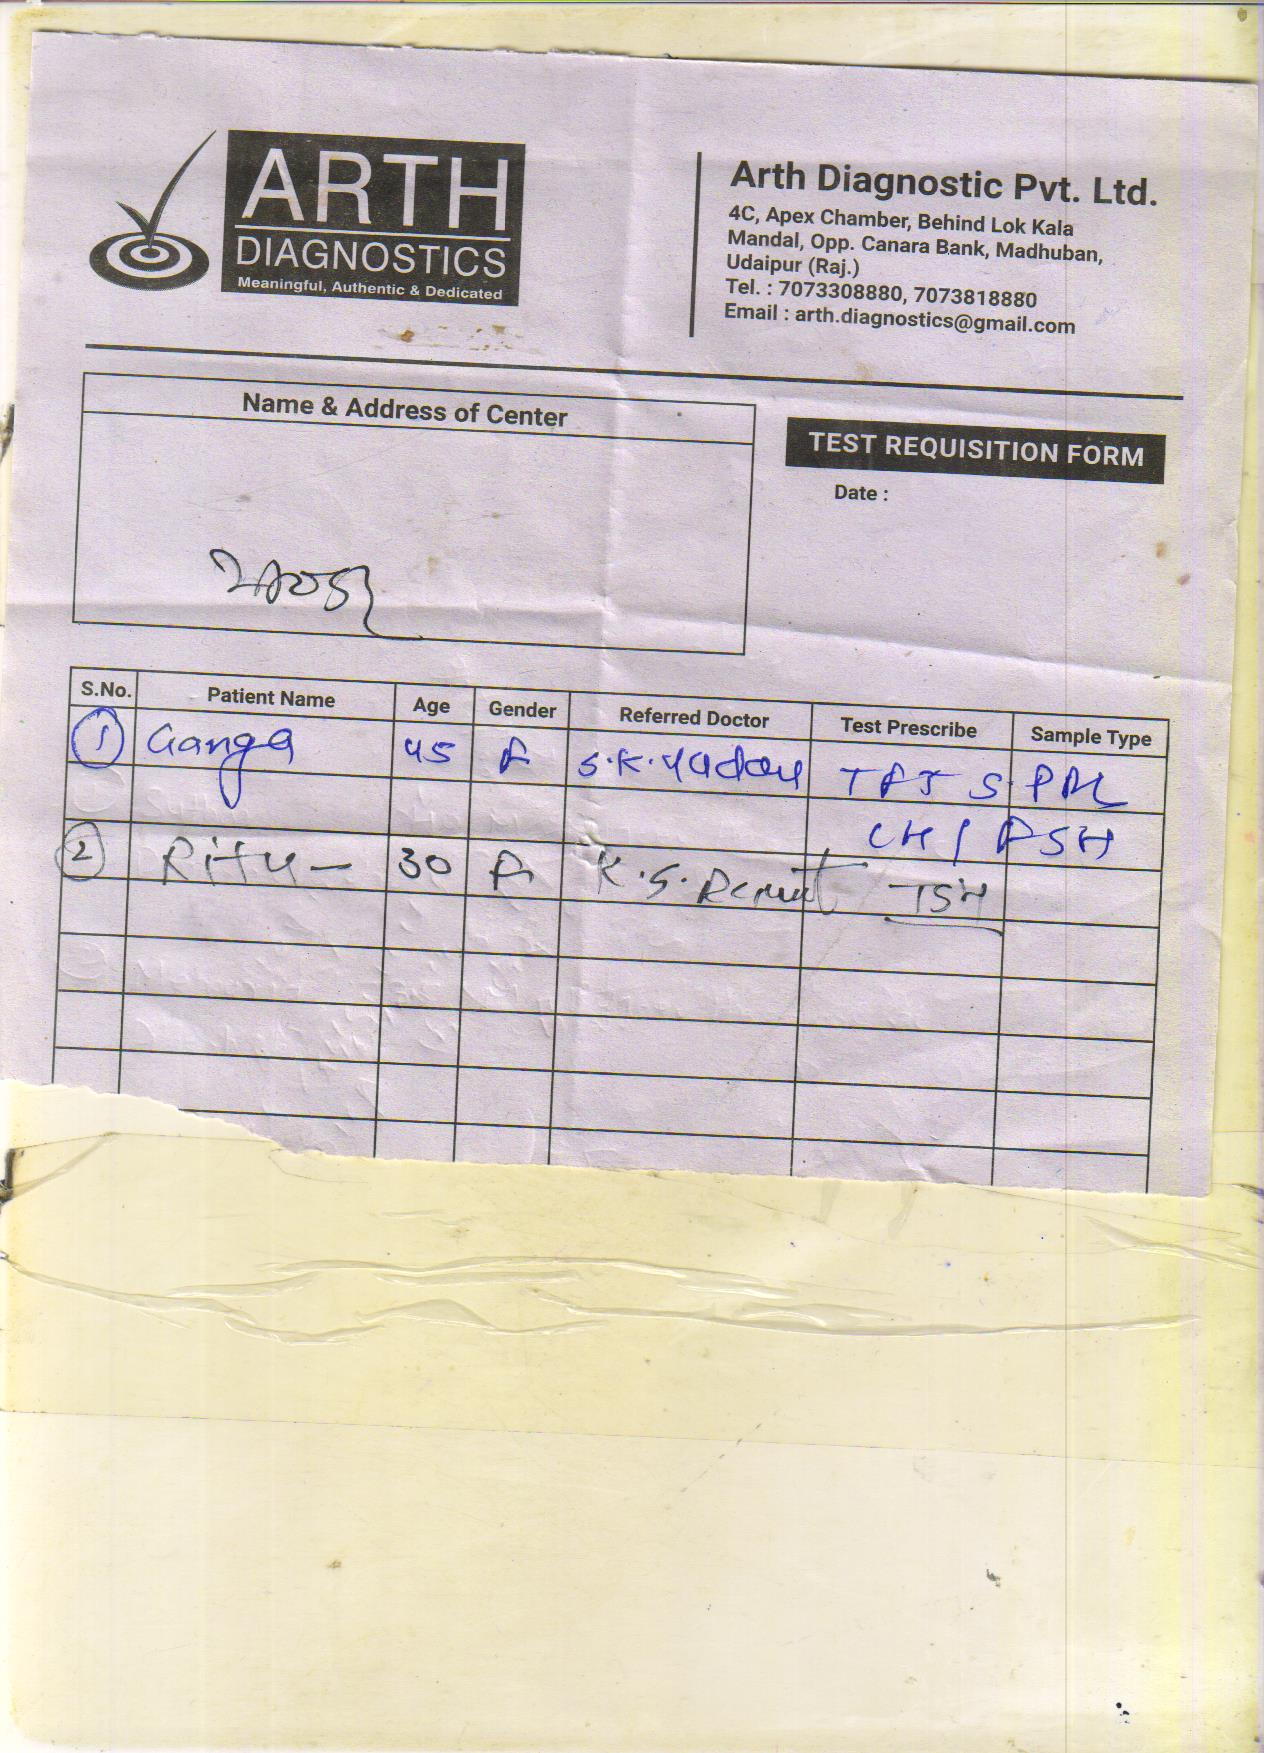 ARTH
DIAGNOSTICS
Meaningful, Authentic & Dedicated
Arth Diagnostic Pvt. Ltd.
4C, Apex Chamber, Behind Lok Kala
Mandal, Opp. Canara Bank, Madhuban,
Udaipur (Raj.)
Tel. : 7073308880, 7073818880
Email : arth.diagnostics@gmail.com
Name & Address of Center
TEST REQUISITION FORM
Date :
S.No. Patient Name Age Gender Referred Doctor Test Prescribe Sample Type
1 Ganga 45 F S.K.Yadav TFT S. PRL
LH / FSH
2 Ritu - 30 F K.S. TSH